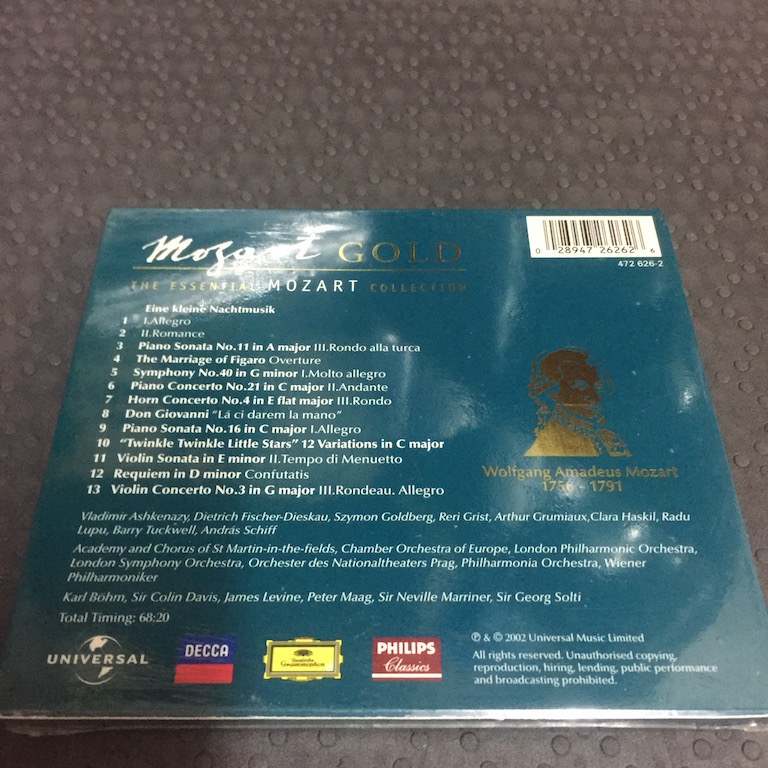 Mozart GOLD
THE ESSENTIAL MOZART COLLECTION
0 28947 26262 6
472 626-2
Eine kleine Nachtmusik
1 I.Allegro
2 II.Romance
3 Piano Sonata No.11 in A major III.Rondo alla turca
4 The Marriage of Figaro Overture
5 Symphony No.40 in G minor I.Molto allegro
6 Piano Concerto No.21 in C major II.Andante
7 Horn Concerto No.4 in E flat major III.Rondo
8 Don Giovanni “Lá ci darem la mano”
9 Piano Sonata No.16 in C major I.Allegro
10 “Twinkle Twinkle Little Stars” 12 Variations in C major
11 Violin Sonata in E minor II.Tempo di Menuetto
12 Requiem in D minor Confutatis
13 Violin Concerto No.3 in G major III.Rondeau. Allegro
Wolfgang Amadeus Mozart
1756 - 1791
Vladimir Ashkenazy, Dietrich Fischer-Dieskau, Szymon Goldberg, Reri Grist, Arthur Grumiaux,Clara Haskil, Radu
Lupu, Barry Tuckwell, András Schiff
Academy and Chorus of St Martin-in-the-fields, Chamber Orchestra of Europe, London Philharmonic Orchestra,
London Symphony Orchestra, Orchester des Nationaltheaters Prag, Philharmonia Orchestra, Wiener
Philharmoniker
Karl Böhm, Sir Colin Davis, James Levine, Peter Maag, Sir Neville Marriner, Sir Georg Solti
Total Timing: 68:20
UNIVERSAL
DECCA
Deutsche
Grammophon
PHILIPS
Classics
℗ & © 2002 Universal Music Limited
All rights reserved. Unauthorised copying,
reproduction, hiring, lending, public performance
and broadcasting prohibited.